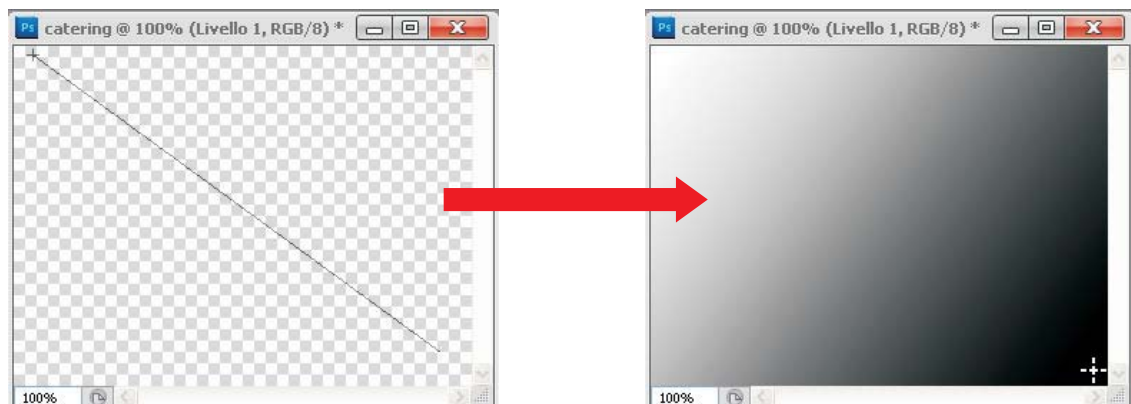 Ps catering @ 100% (Livello 1, RGB/8) *
100%
Ps catering @ 100% (Livello 1, RGB/8) *
100%